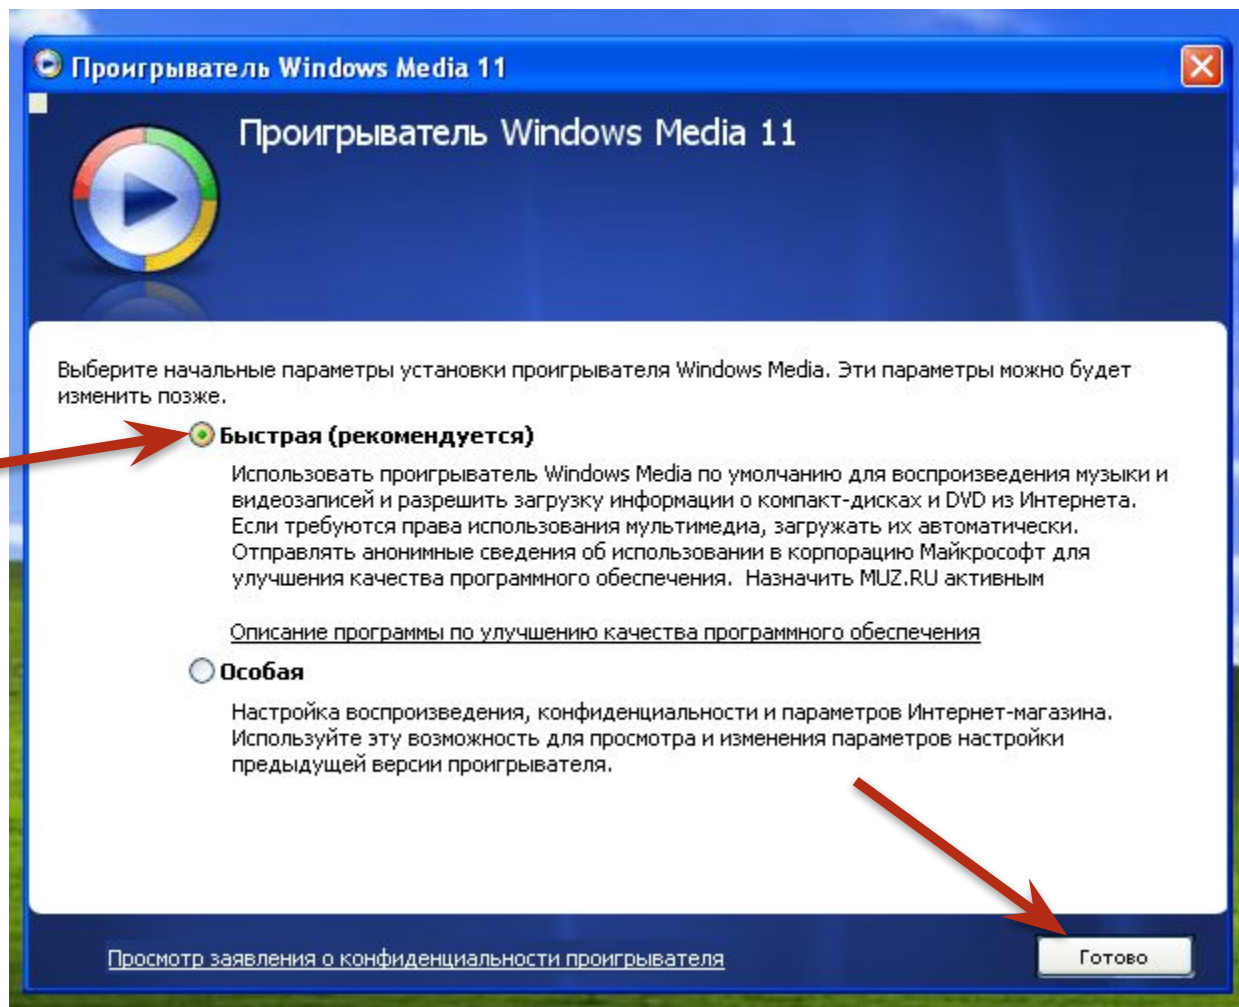 Проигрыватель Windows Media 11
Проигрыватель Windows Media 11
Выберите начальные параметры установки проигрывателя Windows Media. Эти параметры можно будет
изменить позже.
Быстрая (рекомендуется)
Использовать проигрыватель Windows Media по умолчанию для воспроизведения музыки и
видеозаписей и разрешить загрузку информации о компакт-дисках и DVD из Интернета.
Если требуются права использования мультимедиа, загружать их автоматически.
Отправлять анонимные сведения об использовании в корпорацию Майкрософт для
улучшения качества программного обеспечения. Назначить MUZ.RU активным
Описание программы по улучшению качества программного обеспечения
Особая
Настройка воспроизведения, конфиденциальности и параметров Интернет-магазина.
Используйте эту возможность для просмотра и изменения параметров настройки
предыдущей версии проигрывателя.
Просмотр заявления о конфиденциальности проигрывателя
Готово